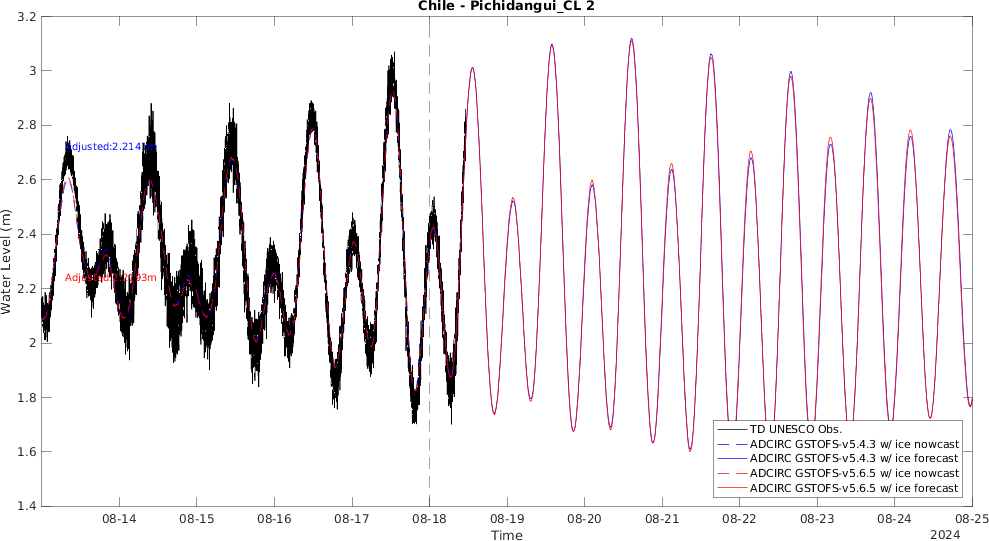 Chile - Pichidangui_CL 2
Water Level (m)
3.2
3
2.8
2.6
2.4
2.2
2
1.8
1.6
1.4
TD UNESCO Obs.
ADCIRC GSTOFS-v5.4.3 w/ ice nowcast
ADCIRC GSTOFS-v5.4.3 w/ ice forecast
ADCIRC GSTOFS-v5.6.5 w/ ice nowcast
ADCIRC GSTOFS-v5.6.5 w/ ice forecast
08-14 08-15 08-16 08-17 08-18 08-19 08-20 08-21 08-22 08-23 08-24 08-25
Time
2024